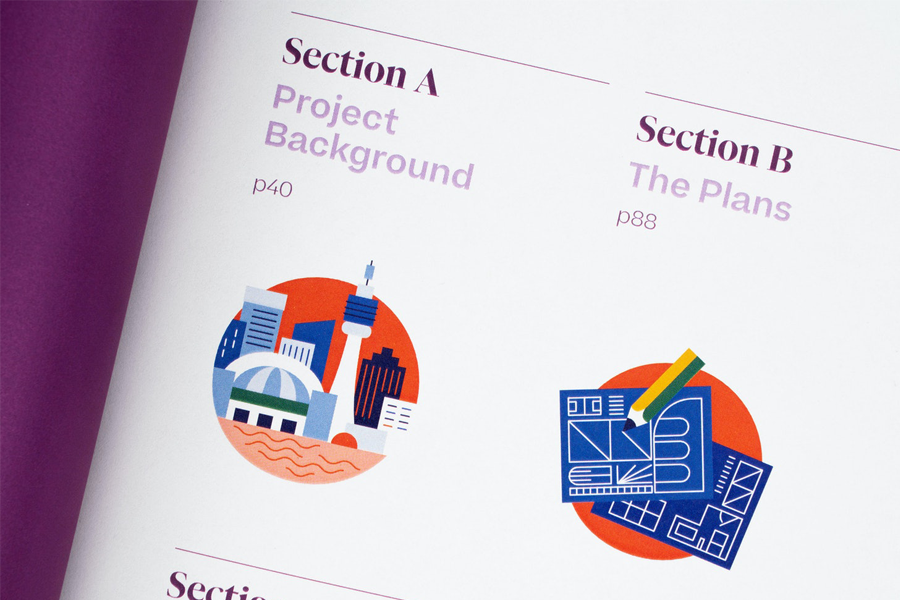 Section A
Project
Background
p40
Section B
The Plans
p88